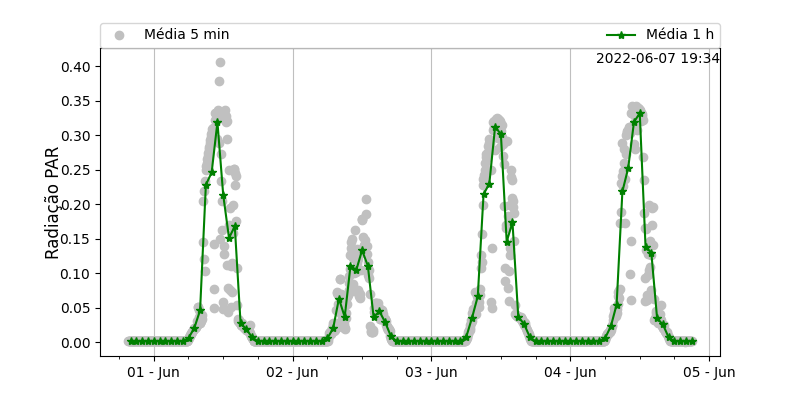 Média 5 min
Média 1 h
2022-06-07 19:34
Radiação PAR
0.40
0.35
0.30
0.25
0.20
0.15
0.10
0.05
0.00
01 - Jun
02 - Jun
03 - Jun
04 - Jun
05 - Jun